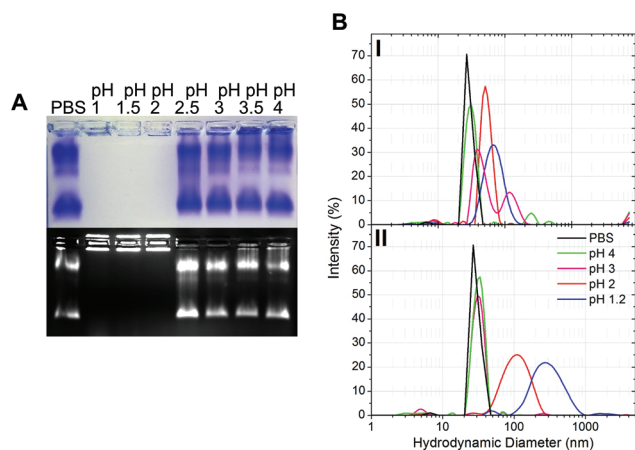 A
pH pH pH pH pH pH pH
PBS 1 1.5 2 2.5 3 3.5 4
B
I
70
60
50
40
30
20
10
0
Intensity (%)
II
PBS
pH 4
pH 3
pH 2
pH 1.2
70
60
50
40
30
20
10
0
1 10 100 1000
Hydrodynamic Diameter (nm)